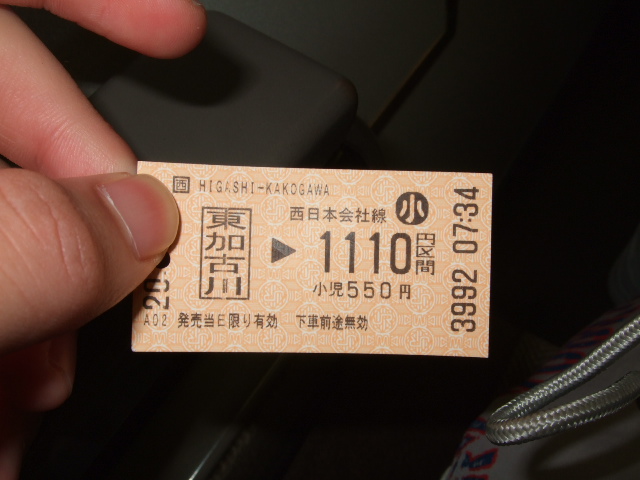 西 HIGASHI-KAKOGAWA
東加古川
西日本会社線 小
▶ 1110円区間
小児550円
A02 発売当日限り有効 下車前途無効
3992 07:34